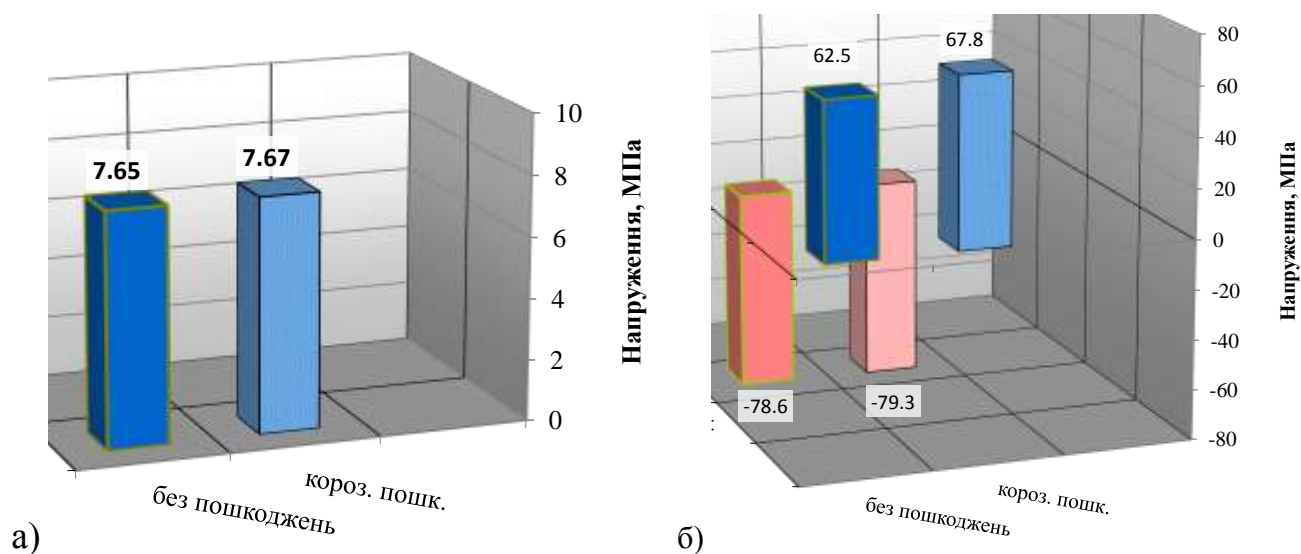 7.65
7.67
10
8
6
4
2
0
Напруження, МПа
без пошкоджень
короз. пошк.
а)
62.5
67.8
-78.6
-79.3
80
60
40
20
0
-20
-40
-60
-80
Напруження, МПа
без пошкоджень
короз. пошк.
б)